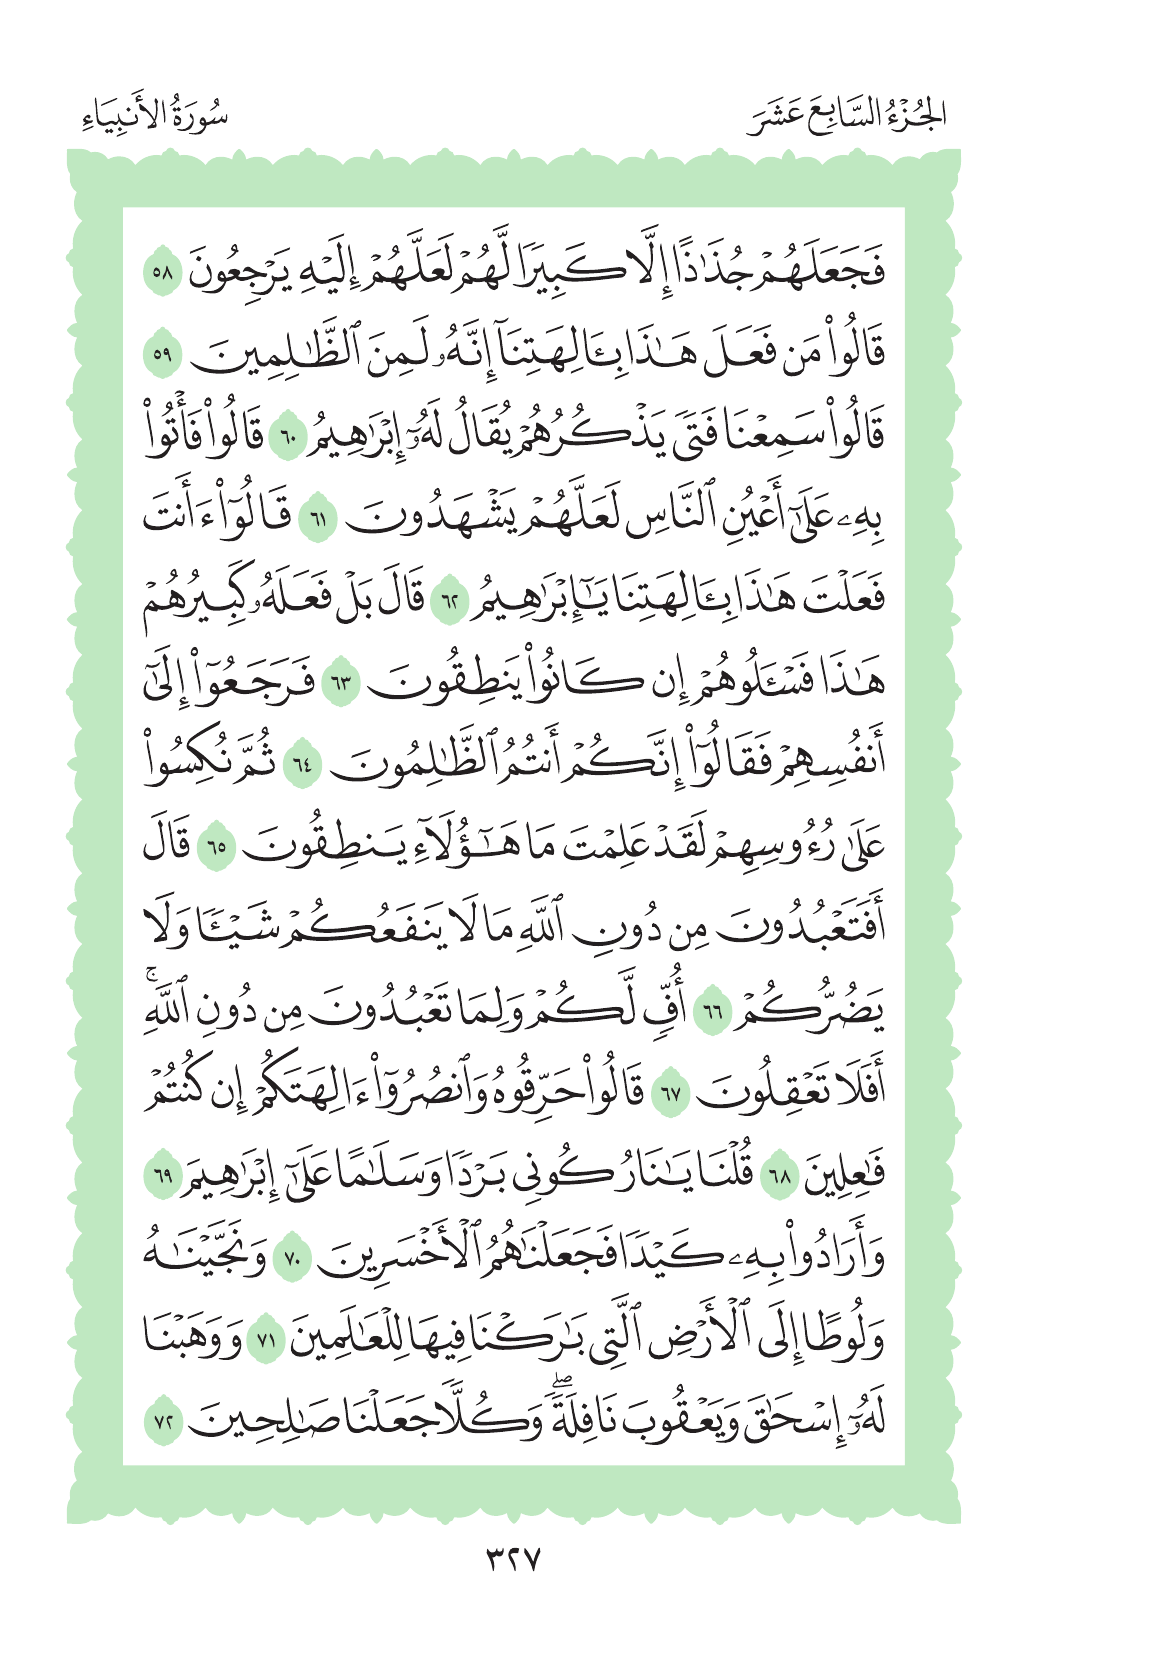 الجُزْءُ السَّابِعَ عَشَرَ
سُورَةُ الأَنبِيَاءِ
فَجَعَلَهُمۡ جُذَٰذًا إِلَّا كَبِيرٗا لَّهُمۡ لَعَلَّهُمۡ إِلَيۡهِ يَرۡجِعُونَ ٥٨
قَالُواْ مَن فَعَلَ هَٰذَا بِـَٔالِهَتِنَآ إِنَّهُۥ لَمِنَ ٱلظَّٰلِمِينَ ٥٩
قَالُواْ سَمِعۡنَا فَتٗى يَذۡكُرُهُمۡ يُقَالُ لَهُۥٓ إِبۡرَٰهِيمُ ٦٠ قَالُواْ فَأۡتُواْ
بِهِۦ عَلَىٰٓ أَعۡيُنِ ٱلنَّاسِ لَعَلَّهُمۡ يَشۡهَدُونَ ٦١ قَالُوٓاْ ءَأَنتَ
فَعَلۡتَ هَٰذَا بِـَٔالِهَتِنَا يَٰٓإِبۡرَٰهِيمُ ٦٢ قَالَ بَلۡ فَعَلَهُۥ كَبِيرُهُمۡ
هَٰذَا فَسۡـَٔلُوهُمۡ إِن كَانُواْ يَنطِقُونَ ٦٣ فَرَجَعُوٓاْ إِلَىٰٓ
أَنفُسِهِمۡ فَقَالُوٓاْ إِنَّكُمۡ أَنتُمُ ٱلظَّٰلِمُونَ ٦٤ ثُمَّ نُكِسُواْ
عَلَىٰ رُءُوسِهِمۡ لَقَدۡ عَلِمۡتَ مَا هَٰٓؤُلَآءِ يَنطِقُونَ ٦٥ قَالَ
أَفَتَعۡبُدُونَ مِن دُونِ ٱللَّهِ مَا لَا يَنفَعُكُمۡ شَيۡـٔٗا وَلَا
يَضُرُّكُمۡ ٦٦ أُفّٖ لَّكُمۡ وَلِمَا تَعۡبُدُونَ مِن دُونِ ٱللَّهِۚ
أَفَلَا تَعۡقِلُونَ ٦٧ قَالُواْ حَرِّقُوهُ وَٱنصُرُوٓاْ ءَالِهَتَكُمۡ إِن كُنتُمۡ
فَٰعِلِينَ ٦٨ قُلۡنَا يَٰنَارُ كُونِي بَرۡدٗا وَسَلَٰمًا عَلَىٰٓ إِبۡرَٰهِيمَ ٦٩
وَأَرَادُواْ بِهِۦ كَيۡدٗا فَجَعَلۡنَٰهُمُ ٱلۡأَخۡسَرِينَ ٧٠ وَنَجَّيۡنَٰهُ
وَلُوطًا إِلَى ٱلۡأَرۡضِ ٱلَّتِي بَٰرَكۡنَا فِيهَا لِلۡعَٰلَمِينَ ٧١ وَوَهَبۡنَا
لَهُۥٓ إِسۡحَٰقَ وَيَعۡقُوبَ نَافِلَةٗۖ وَكُلّٗا جَعَلۡنَا صَٰلِحِينَ ٧٢
٣٢٧